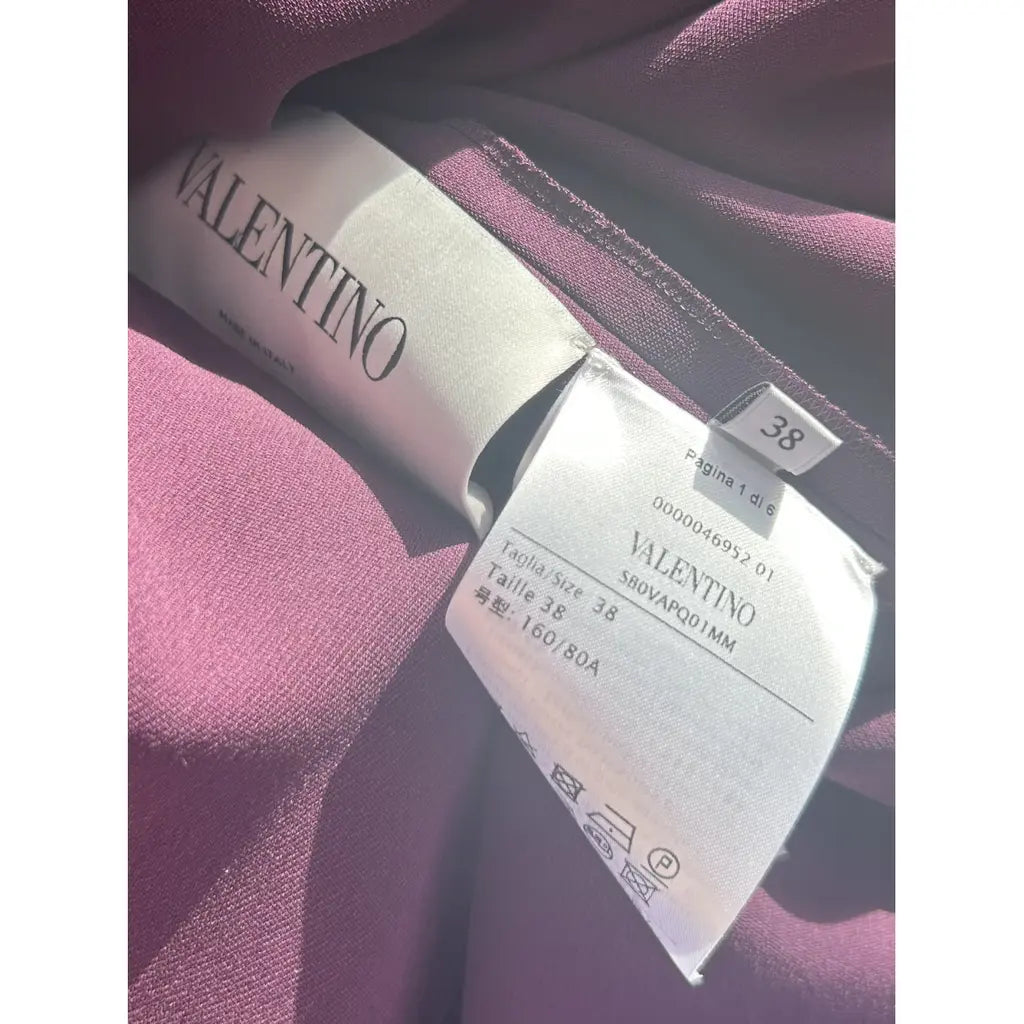 VALENTINO
MADE IN ITALY
38
Pagina 1 di 6
0000046952 01
VALENTINO
SB0VAPQ01MM
Taglia/Size 38
Taille 38
号型: 160/80A
P